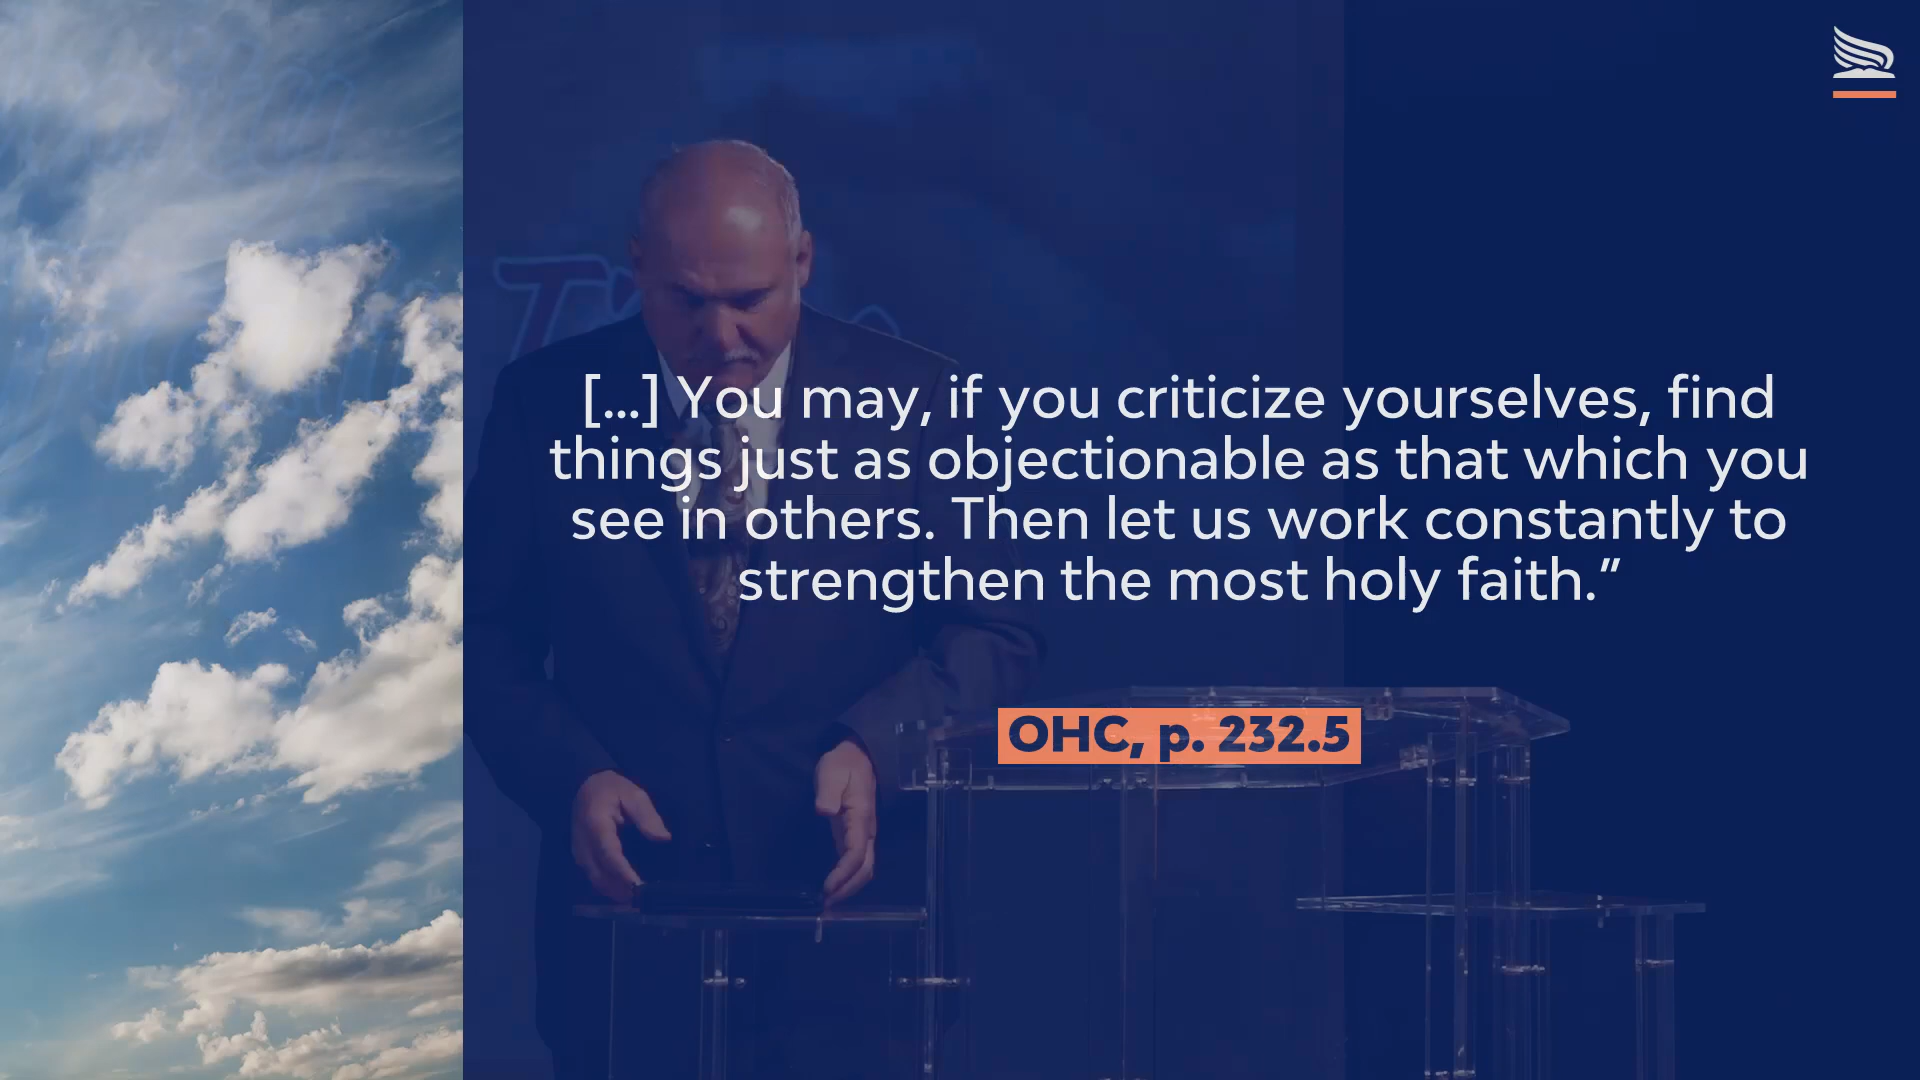 [...] You may, if you criticize yourselves, find
things just as objectionable as that which you
see in others. Then let us work constantly to
strengthen the most holy faith.”
OHC, p. 232.5